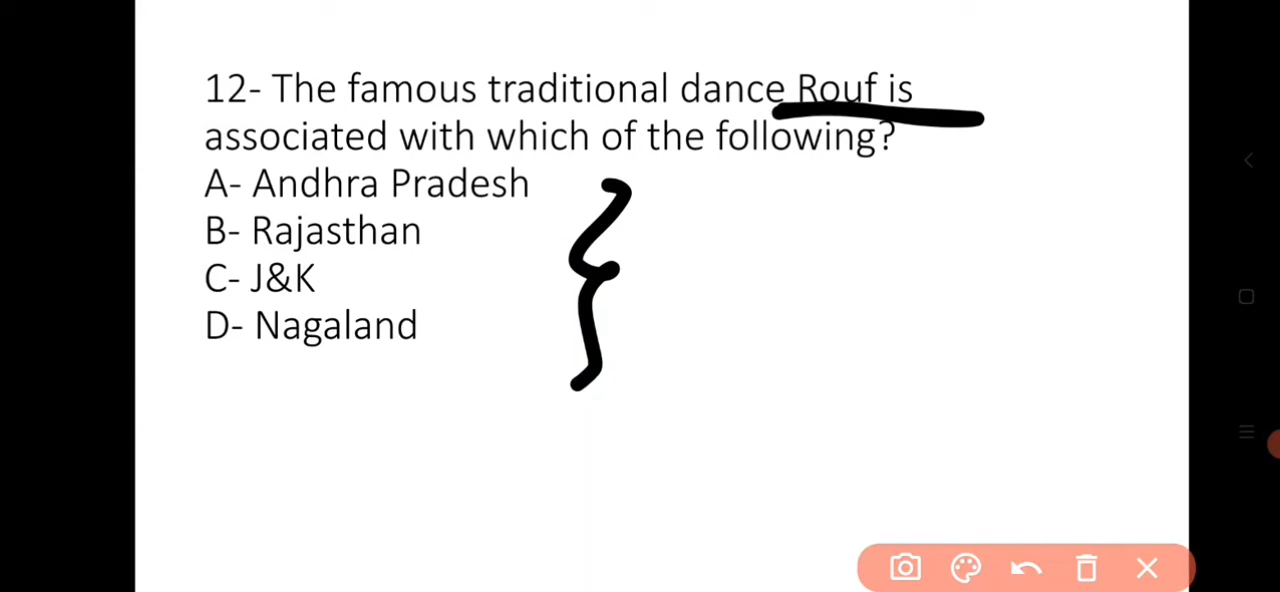 12- The famous traditional dance Rouf is
associated with which of the following?
A- Andhra Pradesh
B- Rajasthan
C- J&K
D- Nagaland